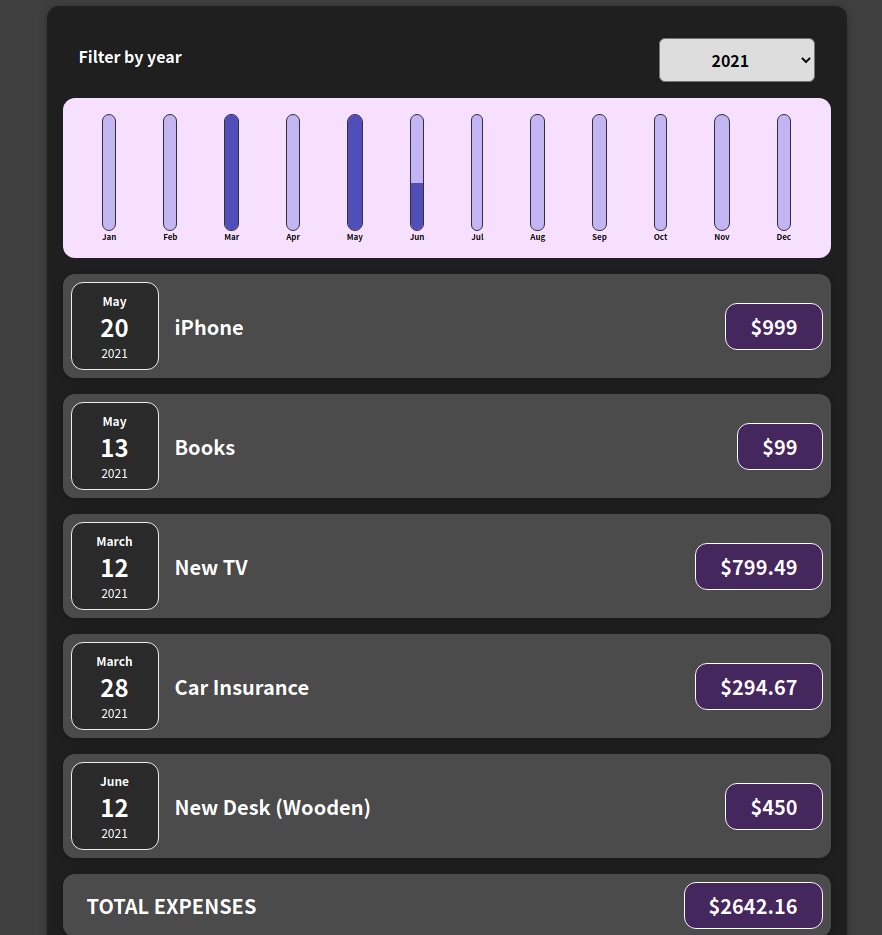 Filter by year
2021
Jan Feb Mar Apr May Jun Jul Aug Sep Oct Nov Dec
May
20
2021
iPhone
$999
May
13
2021
Books
$99
March
12
2021
New TV
$799.49
March
28
2021
Car Insurance
$294.67
June
12
2021
New Desk (Wooden)
$450
TOTAL EXPENSES
$2642.16